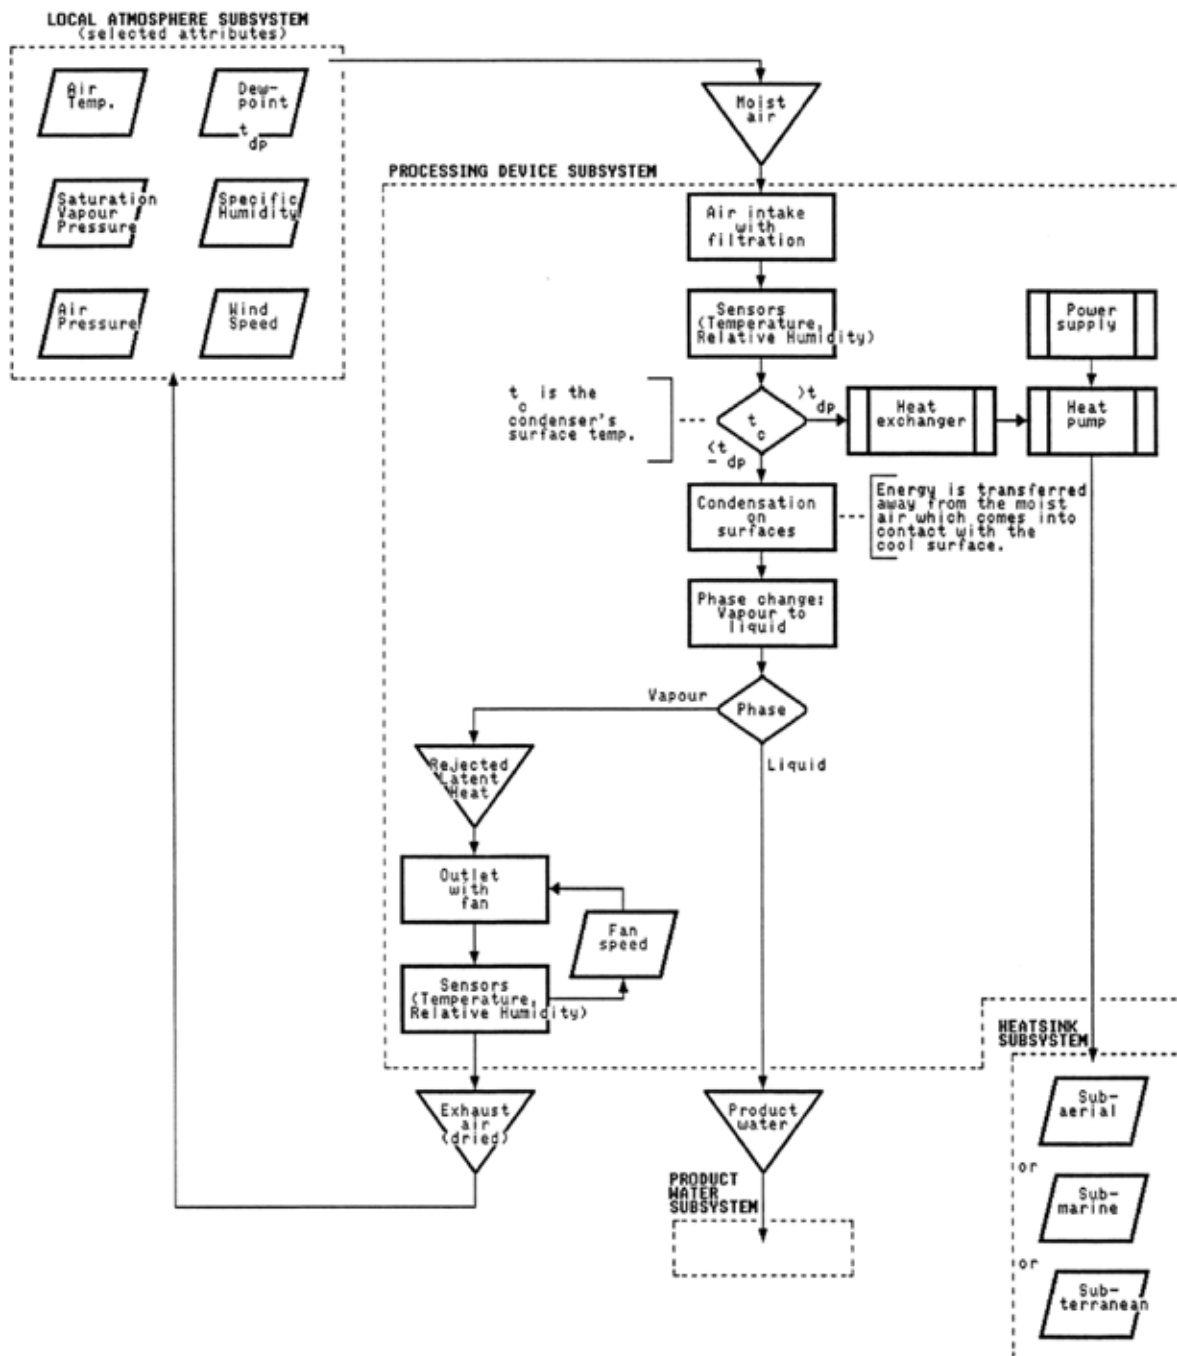 LOCAL ATMOSPHERE SUBSYSTEM
(selected attributes)
Air
Temp.
Dew-
point
t
dp
Saturation
Vapour
Pressure
Specific
Humidity
Air
Pressure
Wind
Speed
Moist
air
PROCESSING DEVICE SUBSYSTEM
Air intake
with
filtration
Sensors
(Temperature,
Relative Humidity)
Power
supply
t is the
c
condenser's
surface temp.
t
c
>t
dp
Heat
exchanger
Heat
pump
<t
- dp
Condensation
on
surfaces
Energy is transferred
away from the moist
air which comes into
contact with the
cool surface.
Phase change:
Vapour to
liquid
Vapour
Phase
Liquid
Rejected
Latent
Heat
Outlet
with
fan
Fan
speed
Sensors
(Temperature,
Relative Humidity)
Exhaust
air
(dried)
Product
water
PRODUCT
WATER
SUBSYSTEM
HEATSINK
SUBSYSTEM
Sub-
aerial
or
Sub-
marine
or
Sub-
terranean